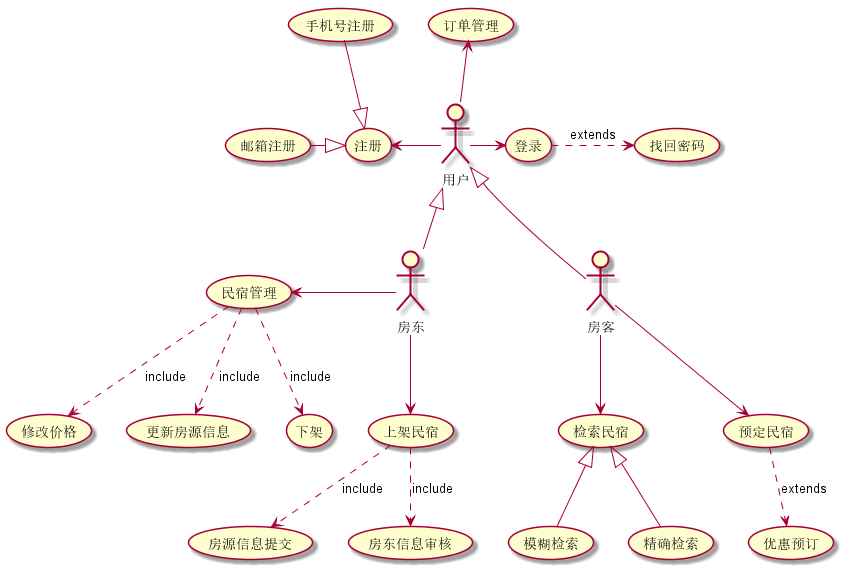 手机号注册
订单管理
邮箱注册
注册
登录
extends
找回密码
用户
民宿管理
房东
房客
include
include
include
修改价格
更新房源信息
下架
上架民宿
检索民宿
预定民宿
include
include
extends
房源信息提交
房东信息审核
模糊检索
精确检索
优惠预订